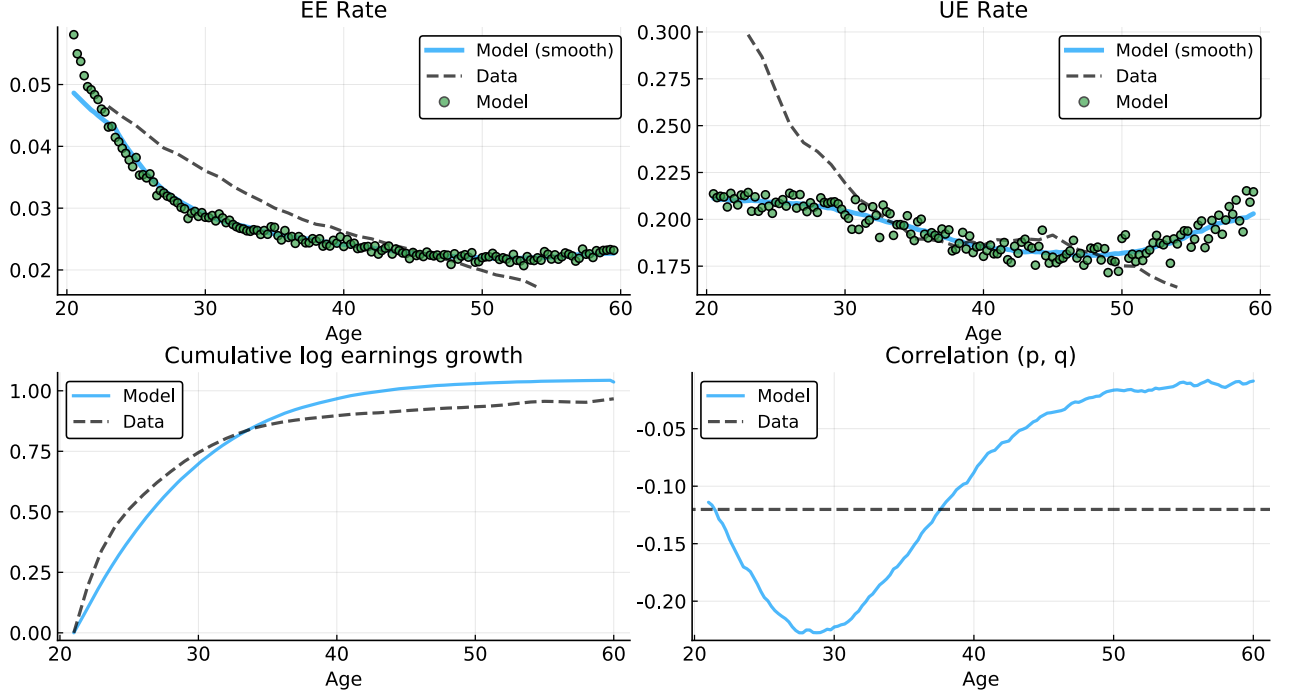 EE Rate
Model (smooth)
Data
Model
0.05
0.04
0.03
0.02
20 30 40 50 60
Age
UE Rate
Model (smooth)
Data
Model
0.300
0.275
0.250
0.225
0.200
0.175
20 30 40 50 60
Age
Cumulative log earnings growth
Model
Data
1.00
0.75
0.50
0.25
0.00
20 30 40 50 60
Age
Correlation (p, q)
Model
Data
-0.05
-0.10
-0.15
-0.20
20 30 40 50 60
Age